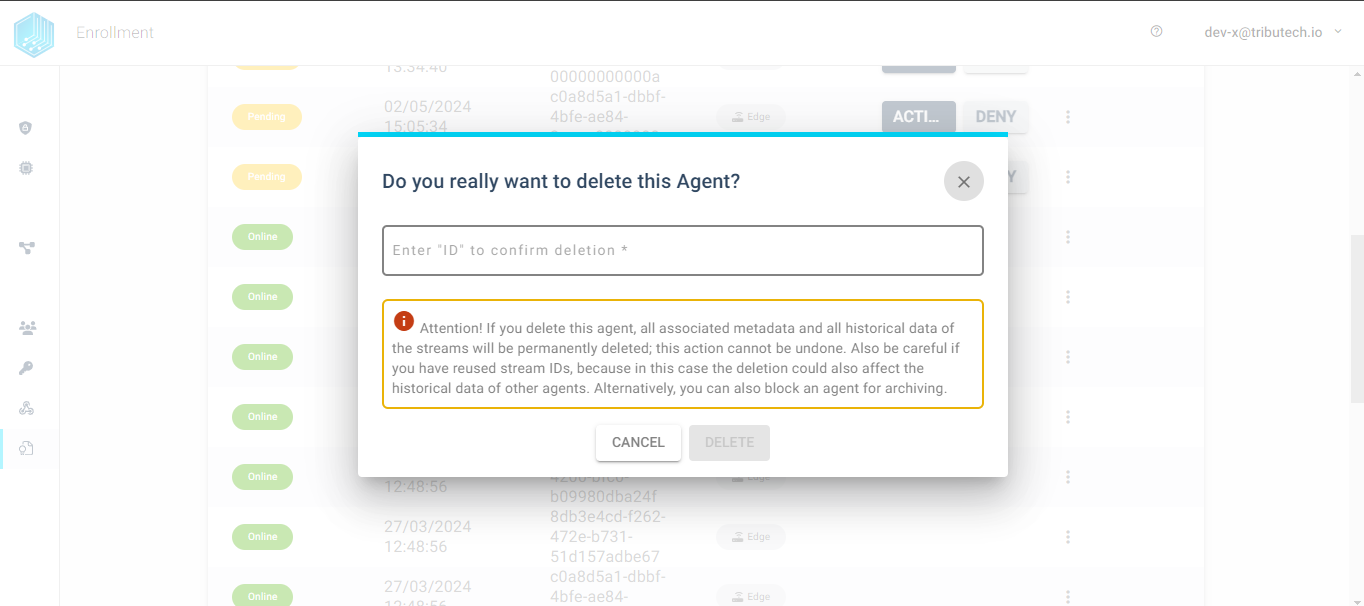 Enrollment
dev-x@tributech.io
13:34:46
00000000000a
02/05/2024
15:05:34
c0a8d5a1-dbbf-
4bfe-ae84-
Pending
Edge
ACTI...
DENY
Pending
Online
Online
Online
Online
Online
Do you really want to delete this Agent?
Enter "ID" to confirm deletion *
Attention! If you delete this agent, all associated metadata and all historical data of
the streams will be permanently deleted; this action cannot be undone. Also be careful if
you have reused stream IDs, because in this case the deletion could also affect the
historical data of other agents. Alternatively, you can also block an agent for archiving.
CANCEL
DELETE
12:48:56
b09980dba24f
Edge
Online
27/03/2024
12:48:56
8db3e4cd-f262-
472e-b731-
51d157adbe67
Edge
Online
27/03/2024
12:48:56
c0a8d5a1-dbbf-
4bfe-ae84-
Edge